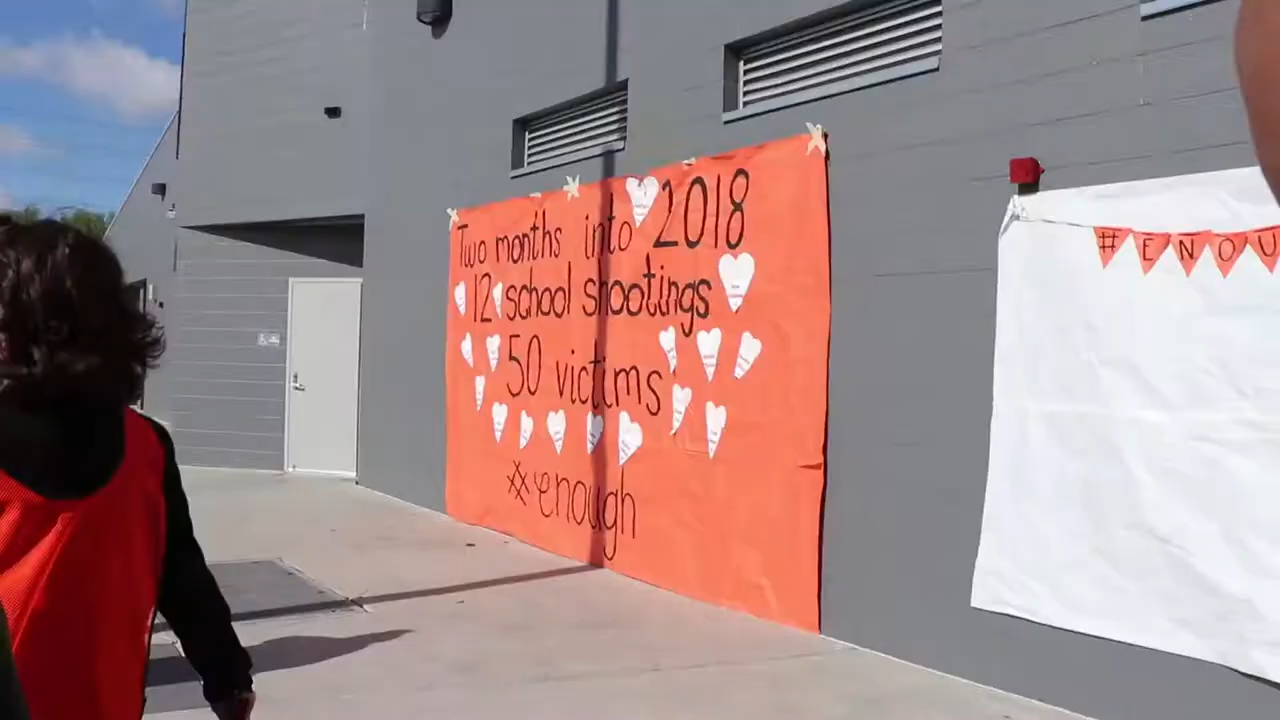 Two months into 2018
12 school shootings
50 victims
#enough
#ENOU